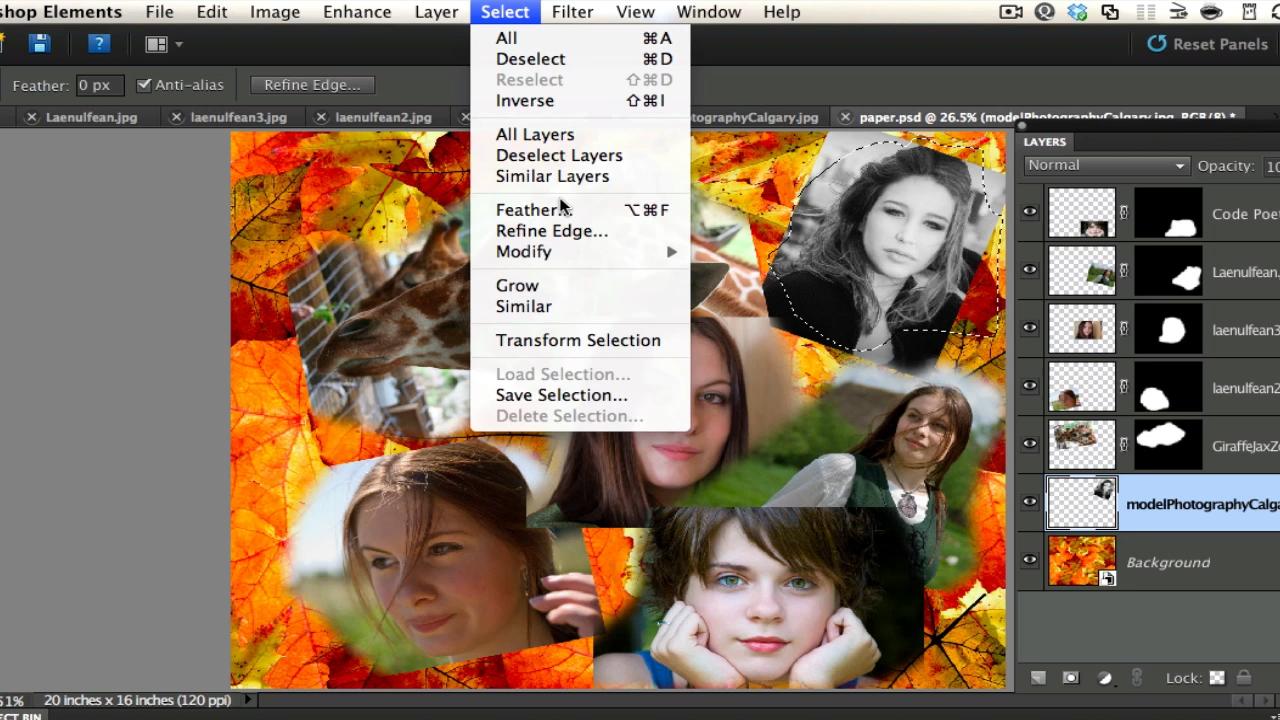 shop Elements File Edit Image Enhance Layer Select Filter View Window Help
? Reset Panels
Feather: 0 px Anti-alias Refine Edge...
Laenulfean.jpg laenulfean3.jpg laenulfean2.jpg tographyCalgary.jpg paper.psd @ 26.5% (modelPhotographyCalgary.jpg, RGB/8) *
All ⌘A
Deselect ⌘D
Reselect ⇧⌘D
Inverse ⇧⌘I
All Layers
Deselect Layers
Similar Layers
Feather... ⌥⌘F
Refine Edge...
Modify
Grow
Similar
Transform Selection
Load Selection...
Save Selection...
Delete Selection...
LAYERS
Normal Opacity: 10
Code Poe
Laenulfean.
laenulfean3
laenulfean2
GiraffeJaxZ
modelPhotographyCalga
Background
Lock:
51% 20 inches x 16 inches (120 ppi)
ECT BIN